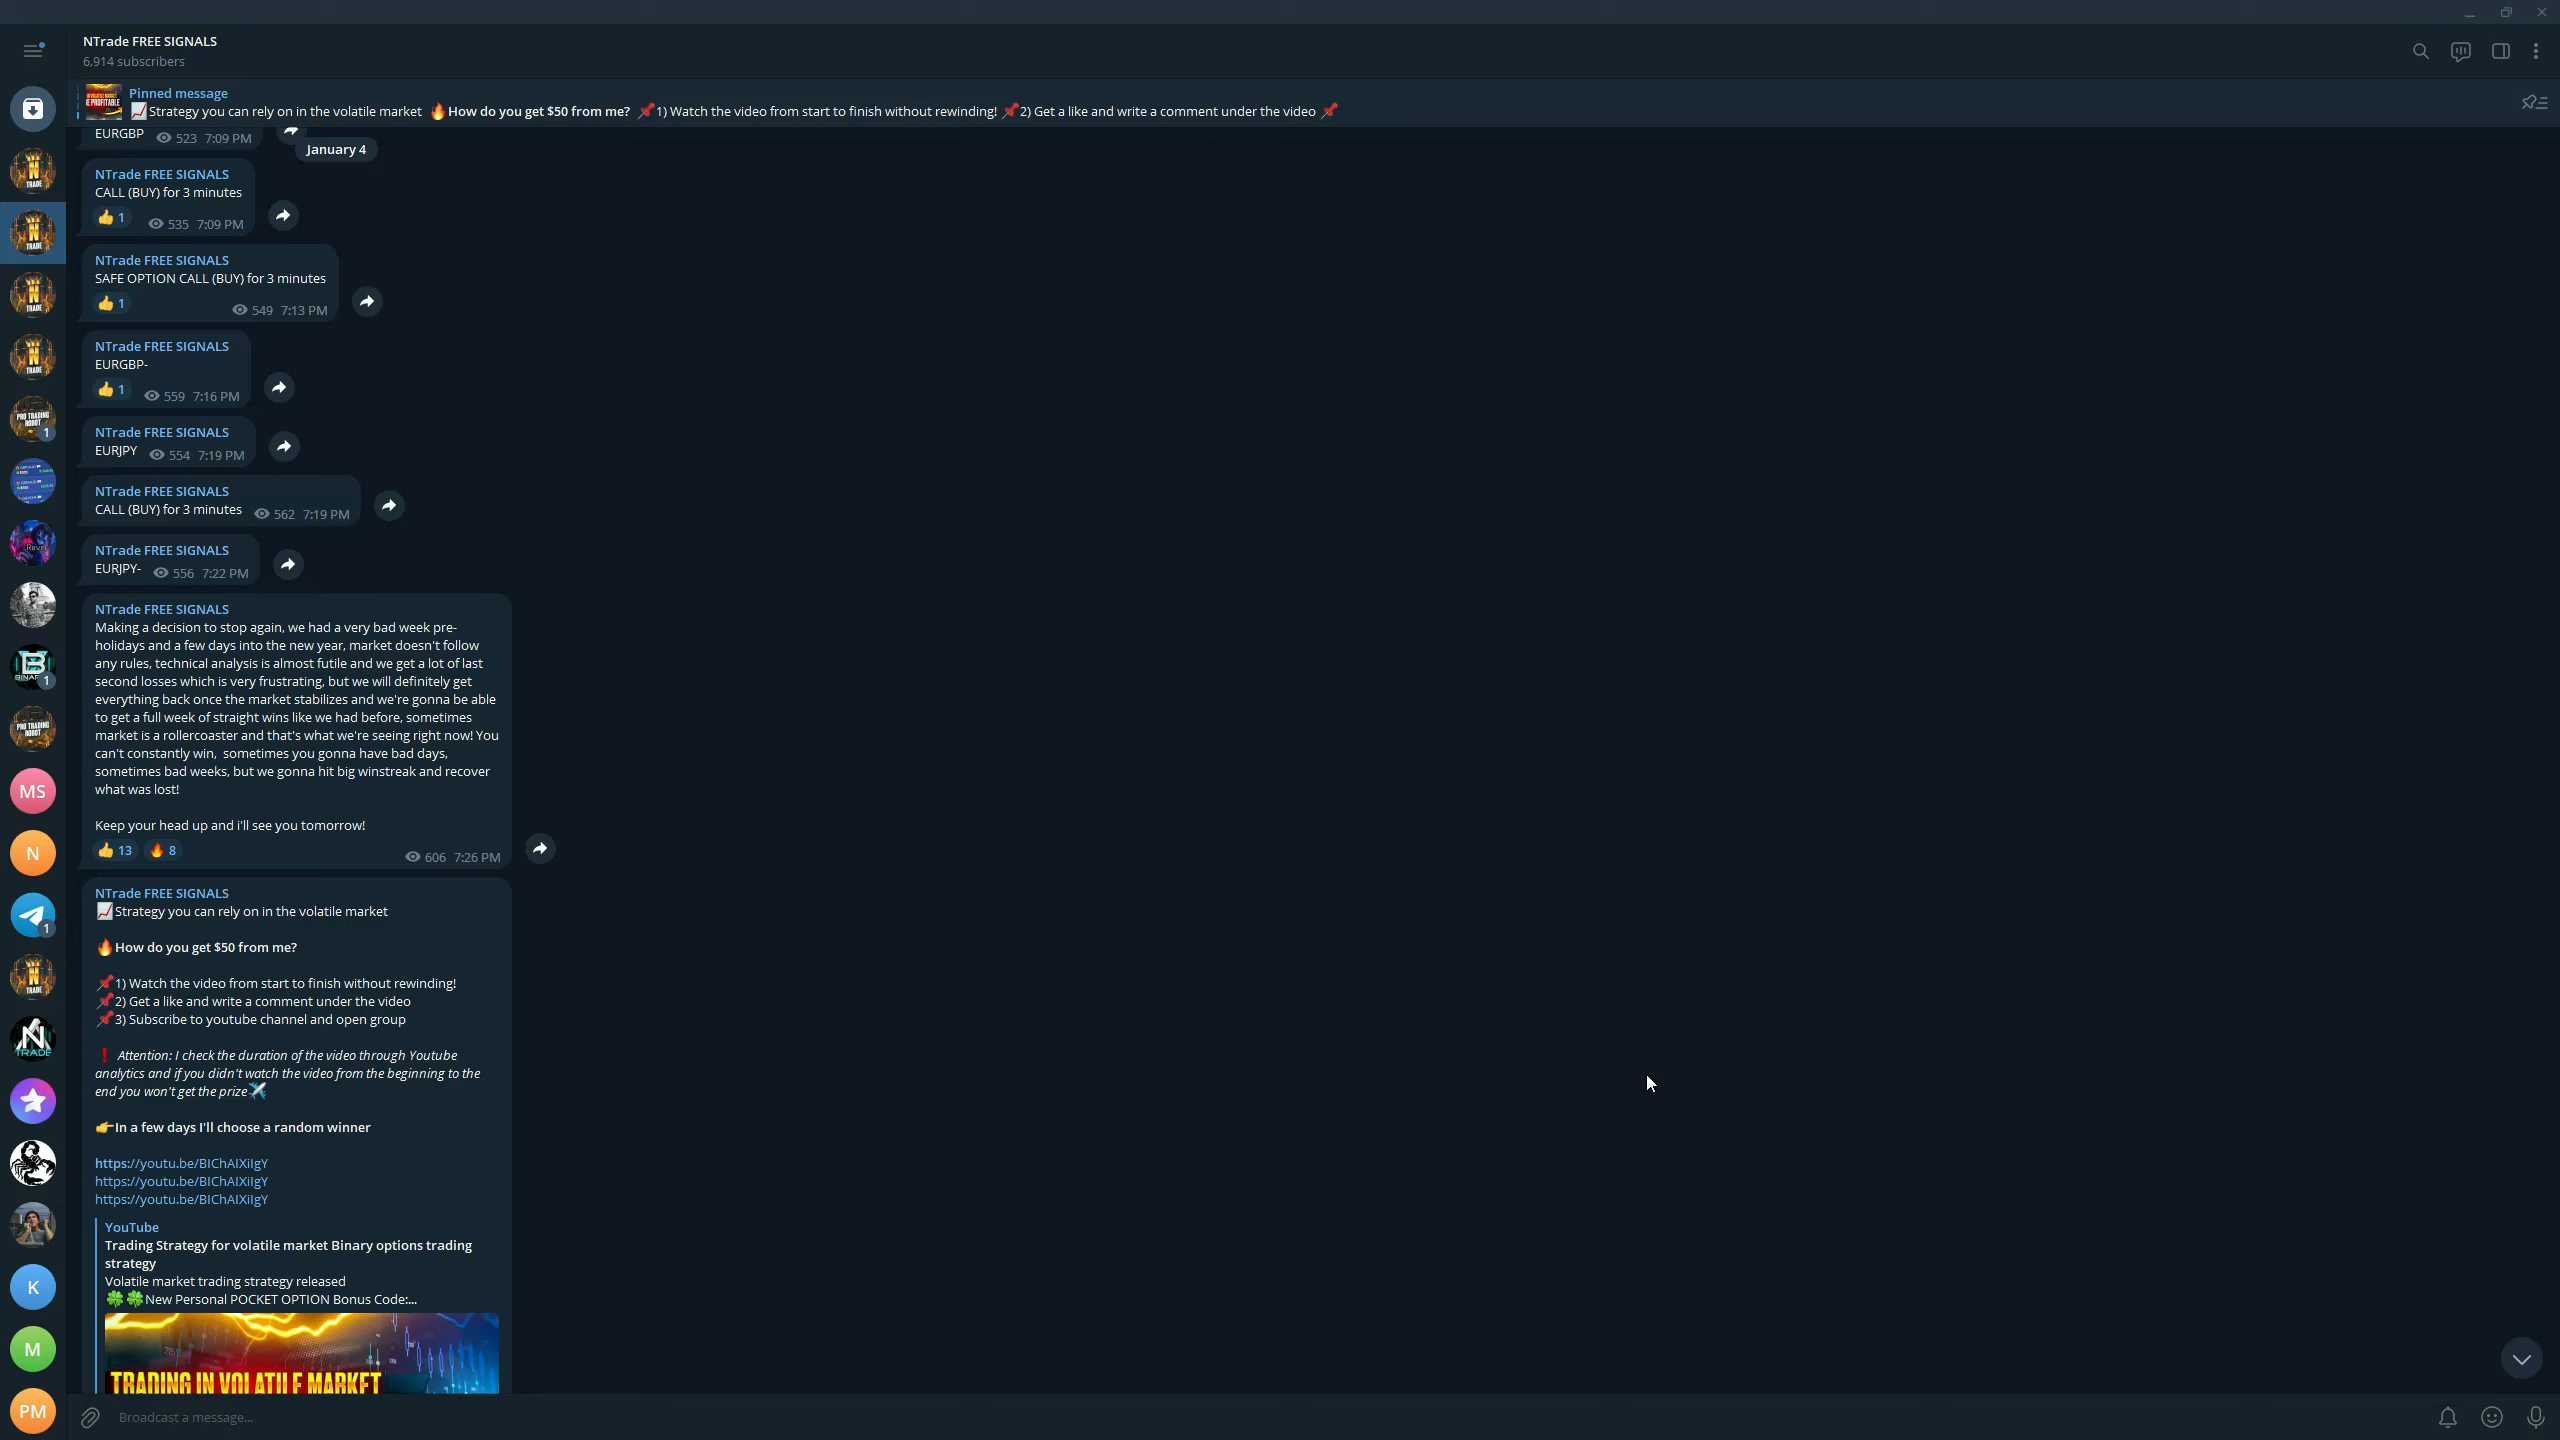 NTrade FREE SIGNALS
6,914 subscribers
Pinned message
📈Strategy you can rely on in the volatile market 🔥How do you get $50 from me? 📌1) Watch the video from start to finish without rewinding! 📌2) Get a like and write a comment under the video 📌
EURGBP 523 7:09 PM
January 4
NTrade FREE SIGNALS
CALL (BUY) for 3 minutes
👍 1 535 7:09 PM
NTrade FREE SIGNALS
SAFE OPTION CALL (BUY) for 3 minutes
👍 1 549 7:13 PM
NTrade FREE SIGNALS
EURGBP-
👍 1 559 7:16 PM
NTrade FREE SIGNALS
EURJPY 554 7:19 PM
NTrade FREE SIGNALS
CALL (BUY) for 3 minutes 562 7:19 PM
NTrade FREE SIGNALS
EURJPY- 556 7:22 PM
NTrade FREE SIGNALS
Making a decision to stop again, we had a very bad week pre-
holidays and a few days into the new year, market doesn't follow
any rules, technical analysis is almost futile and we get a lot of last
second losses which is very frustrating, but we will definitely get
everything back once the market stabilizes and we're gonna be able
to get a full week of straight wins like we had before, sometimes
market is a rollercoaster and that's what we're seeing right now! You
can't constantly win, sometimes you gonna have bad days,
sometimes bad weeks, but we gonna hit big winstreak and recover
what was lost!
Keep your head up and i'll see you tomorrow!
👍 13 🔥 8 606 7:26 PM
NTrade FREE SIGNALS
📈Strategy you can rely on in the volatile market
🔥How do you get $50 from me?
📌1) Watch the video from start to finish without rewinding!
📌2) Get a like and write a comment under the video
📌3) Subscribe to youtube channel and open group
❗ Attention: I check the duration of the video through Youtube
analytics and if you didn't watch the video from the beginning to the
end you won't get the prize✈️
👉In a few days I'll choose a random winner
https://youtu.be/BIChAIXiIgY
https://youtu.be/BIChAIXiIgY
https://youtu.be/BIChAIXiIgY
YouTube
Trading Strategy for volatile market Binary options trading
strategy
Volatile market trading strategy released
🍀🍀New Personal POCKET OPTION Bonus Code:...
TRADING IN VOLATILE MARKET
Broadcast a message...
N TRADE
N TRADE
N TRADE
N TRADE
PRO TRADING ROBOT
1
1
PRO TRADING ROBOT
MS
N
1
N TRADE
N TRADE
K
M
PM